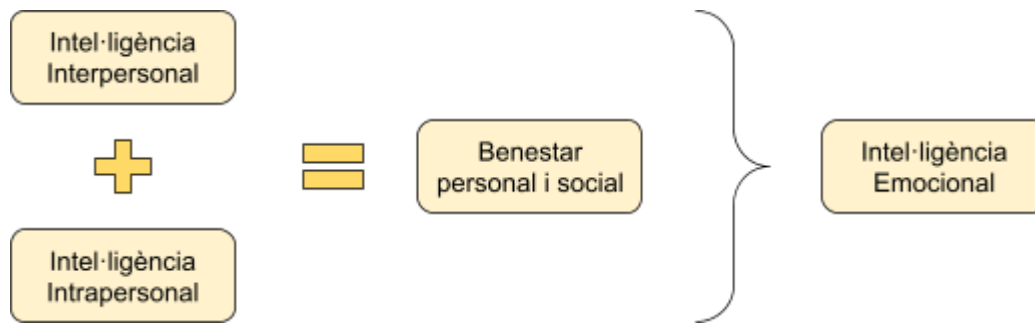 Intel·ligència
Interpersonal
Benestar
personal i social
Intel·ligència
Emocional
Intel·ligència
Intrapersonal